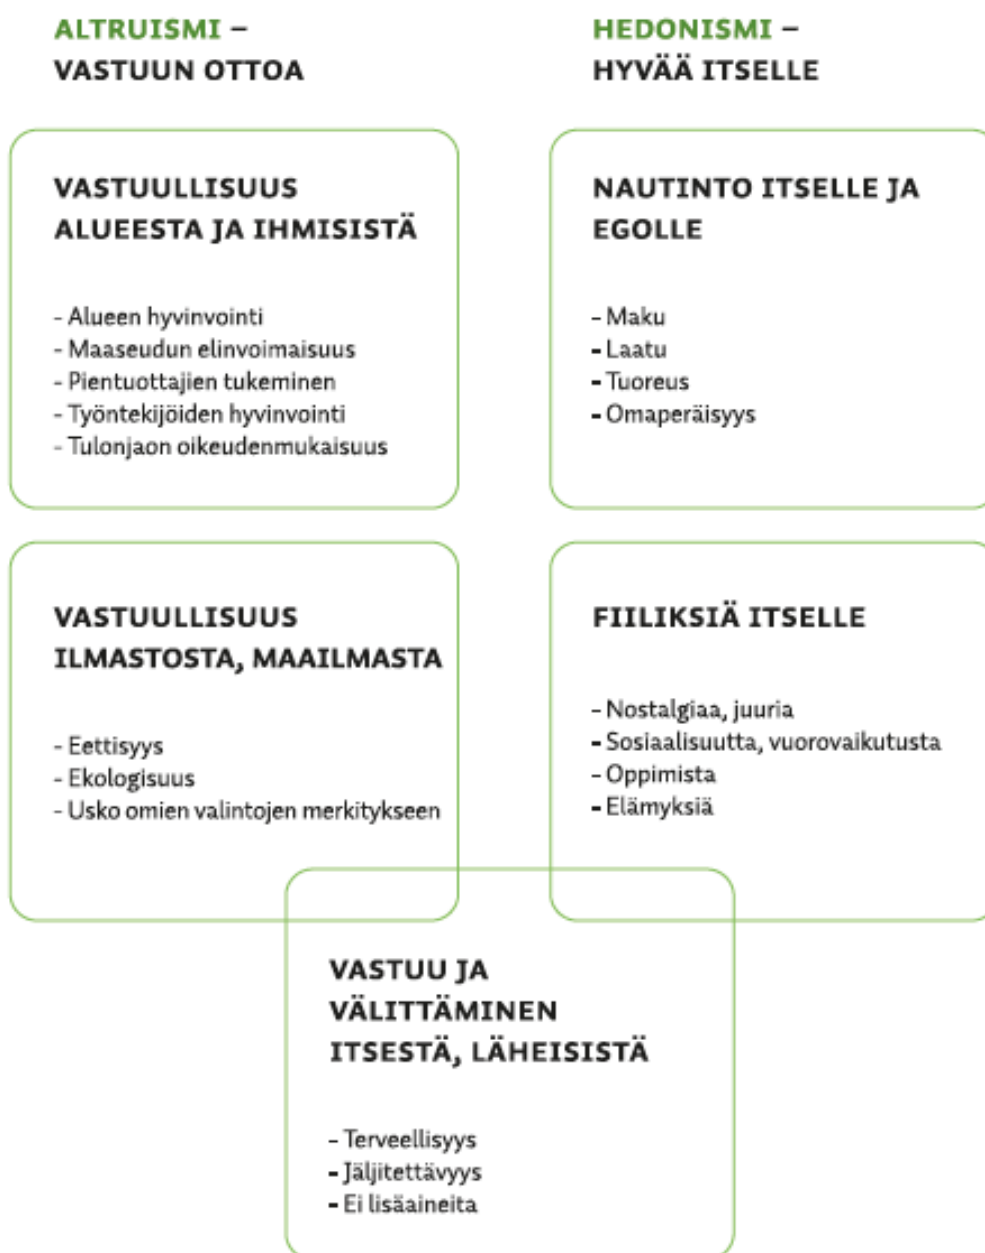 ALTRUISMI –
VASTUUN OTTOA
VASTUULLISUUS
ALUEESTA JA IHMISISTÄ
- Alueen hyvinvointi
- Maaseudun elinvoimaisuus
- Pientuottajien tukeminen
- Työntekijöiden hyvinvointi
- Tulonjaon oikeudenmukaisuus
VASTUULLISUUS
ILMASTOSTA, MAAILMASTA
- Eettisyys
- Ekologisuus
- Usko omien valintojen merkitykseen
HEDONISMI –
HYVÄÄ ITSELLE
NAUTINTO ITSELLE JA
EGOLLE
- Maku
- Laatu
- Tuoreus
- Omaperäisyys
FIILIKSIÄ ITSELLE
- Nostalgiaa, juuria
- Sosiaalisuutta, vuorovaikutusta
- Oppimista
- Elämyksiä
VASTUU JA
VÄLITTÄMINEN
ITSESTÄ, LÄHEISISTÄ
- Terveellisyys
- Jäljitettävyys
- Ei lisäaineita